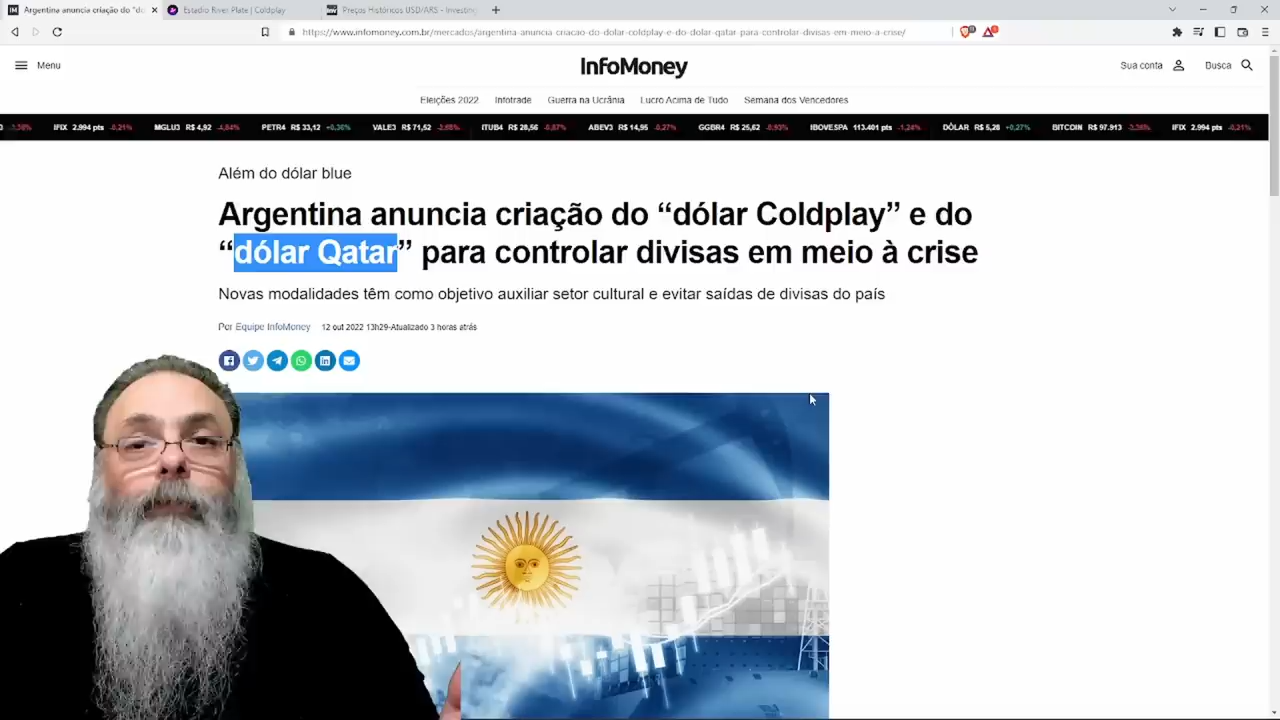 Argentina anuncia criação do "do
Estadio River Plate | Coldplay
Preços Históricos USD/ARS - Investing
https://www.infomoney.com.br/mercados/argentina-anuncia-criacao-do-dolar-coldplay-e-do-dolar-qatar-para-controlar-divisas-em-meio-a-crise/
Menu
InfoMoney
Sua conta
Busca
Eleições 2022 Infotrade Guerra na Ucrânia Lucro Acima de Tudo Semana dos Vencedores
3 -3,36% IFIX 2.994 pts -0,21% MGLU3 R$ 4,92 -4,84% PETR4 R$ 33,12 +0,36% VALE3 R$ 71,52 ITUB4 R$ 28,56 -0,87% ABEV3 R$ 14,95 -0,27% GGBR4 R$ 25,62 -0,93% IBOVESPA 113.401 pts -1,24% DÓLAR R$ 5,28 +0,27% BITCOIN R$ 97.913 -3,36% IFIX 2.994 pts -0,21%
Além do dólar blue
Argentina anuncia criação do “dólar Coldplay” e do
“dólar Qatar” para controlar divisas em meio à crise
Novas modalidades têm como objetivo auxiliar setor cultural e evitar saídas de divisas do país
Por Equipe InfoMoney 12 out 2022 13h29-Atualizado 3 horas atrás